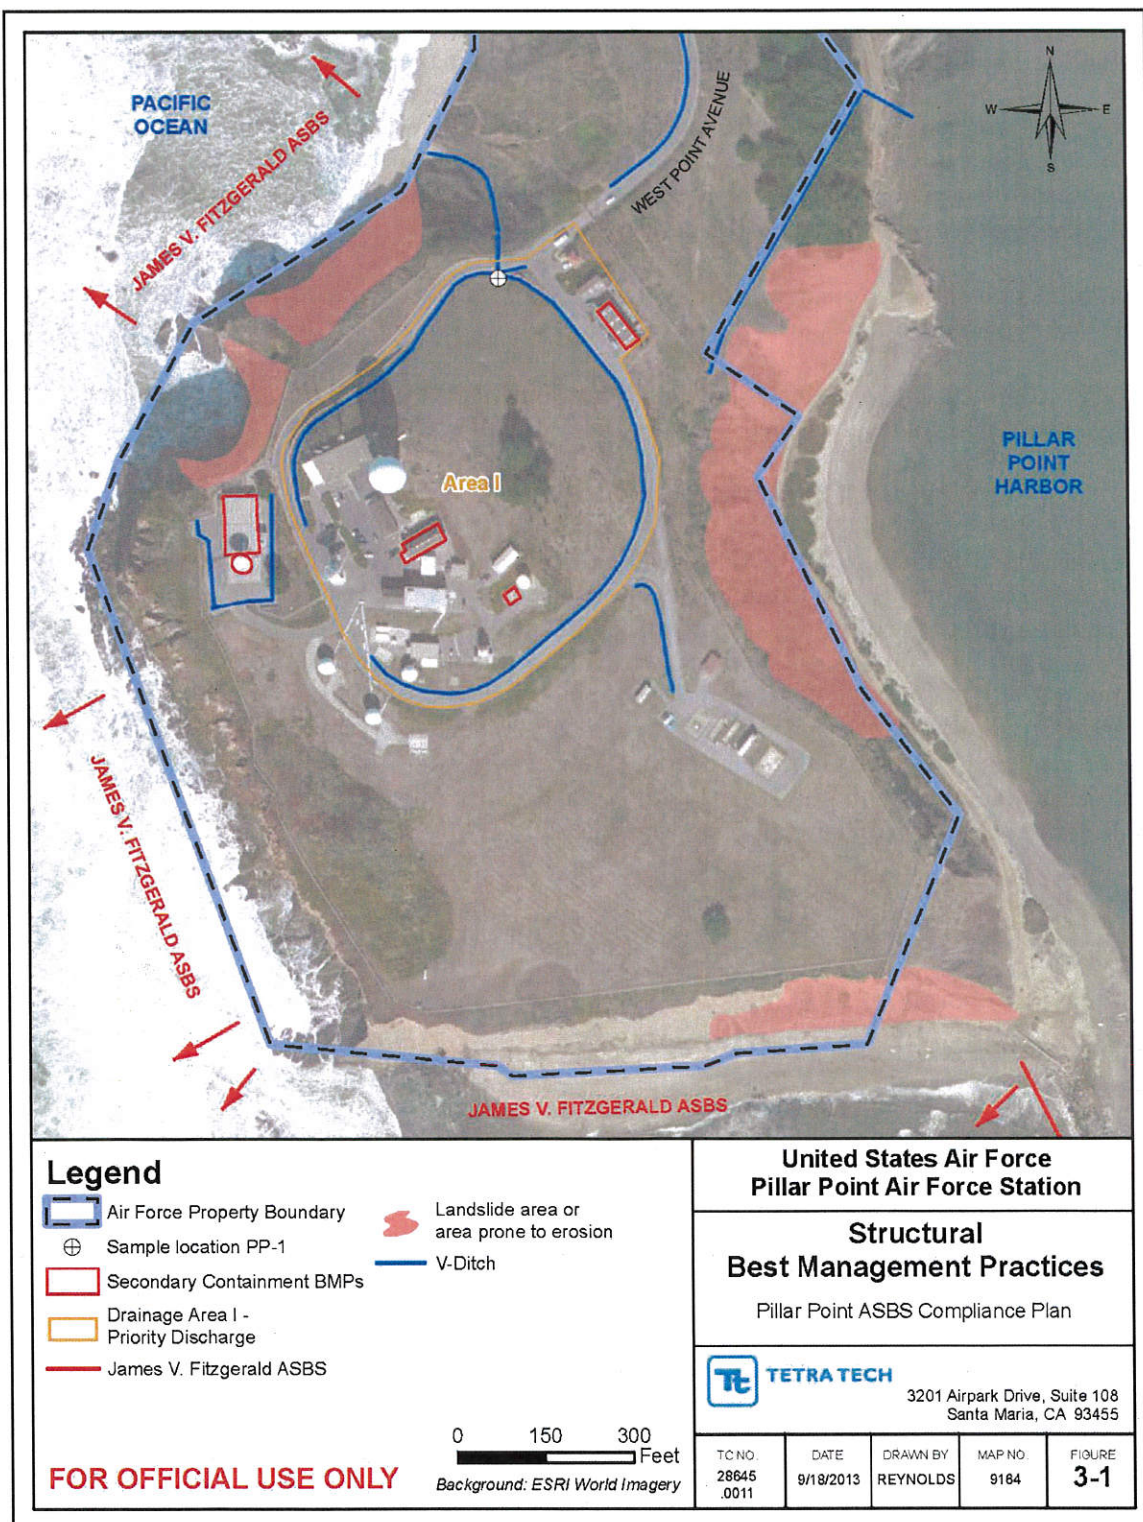 PACIFIC
OCEAN
JAMES V. FITZGERALD ASBS
WEST POINT AVENUE
N
W
E
S
Area I
PILLAR
POINT
HARBOR
JAMES V. FITZGERALD ASBS
JAMES V. FITZGERALD ASBS
Legend
Air Force Property Boundary
Sample location PP-1
Secondary Containment BMPs
Drainage Area I -
Priority Discharge
James V. Fitzgerald ASBS
Landslide area or
area prone to erosion
V-Ditch
0 150 300
Feet
Background: ESRI World Imagery
FOR OFFICIAL USE ONLY
United States Air Force
Pillar Point Air Force Station
Structural
Best Management Practices
Pillar Point ASBS Compliance Plan
Tt TETRA TECH
3201 Airpark Drive, Suite 108
Santa Maria, CA 93455
TC NO.
28645
.0011
DATE
9/18/2013
DRAWN BY
REYNOLDS
MAP NO.
9164
FIGURE
3-1